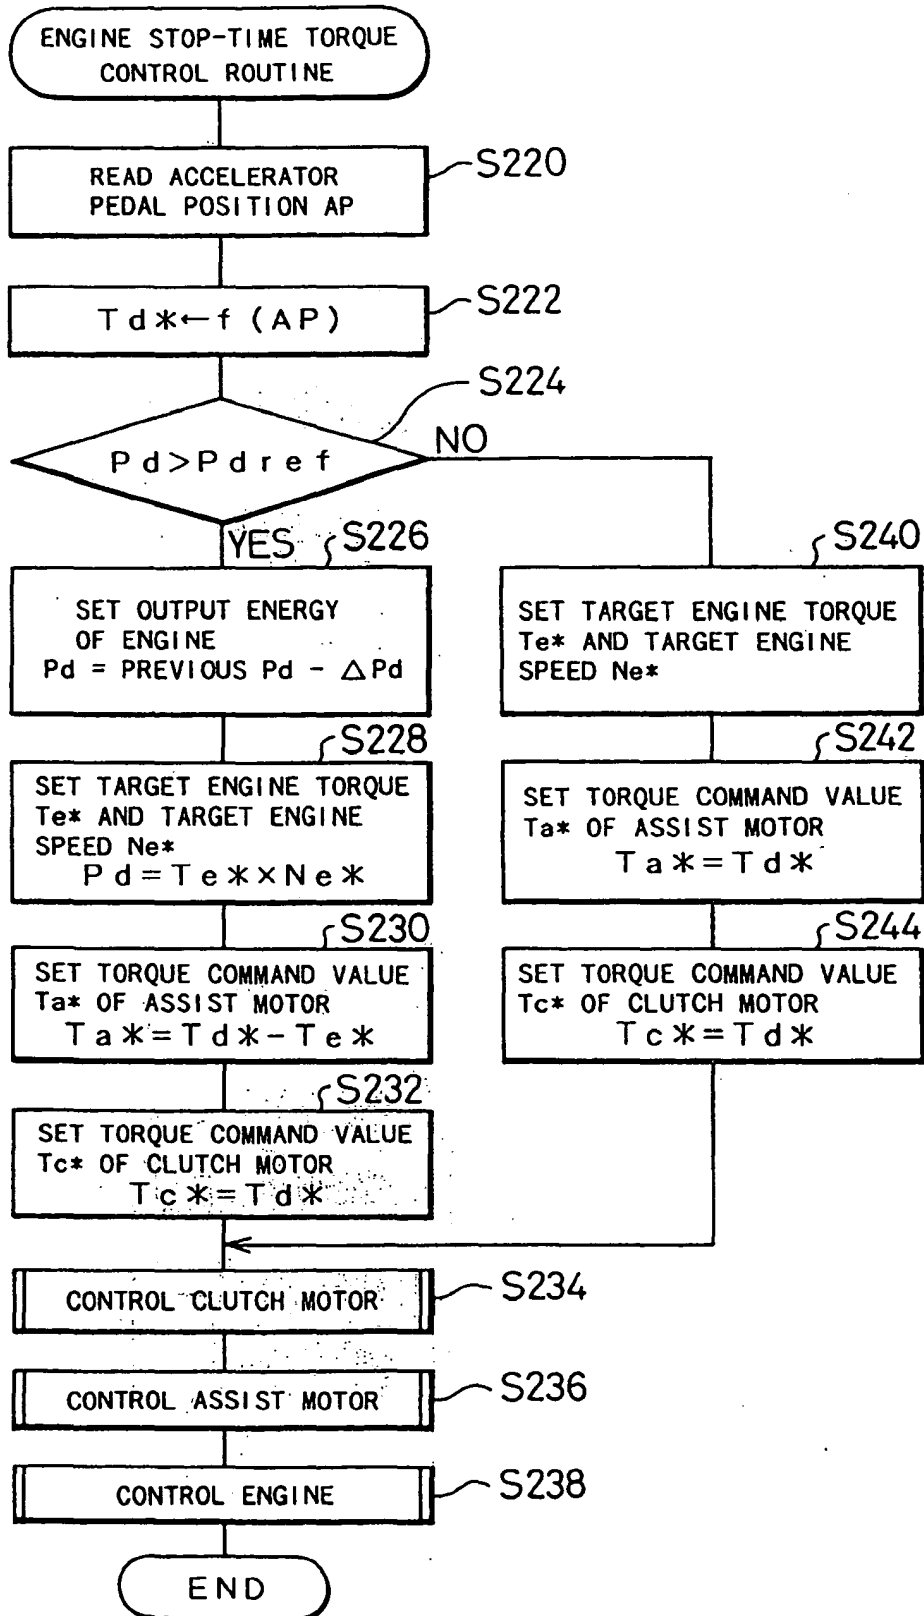 ENGINE STOP-TIME TORQUE
CONTROL ROUTINE
READ ACCELERATOR
PEDAL POSITION AP
S220
Td*←f (AP)
S222
S224
Pd>Pdref
NO
YES
S226
SET OUTPUT ENERGY
OF ENGINE
Pd = PREVIOUS Pd - △Pd
S228
SET TARGET ENGINE TORQUE
Te* AND TARGET ENGINE
SPEED Ne*
Pd=Te*×Ne*
S230
SET TORQUE COMMAND VALUE
Ta* OF ASSIST MOTOR
Ta*=Td*-Te*
S232
SET TORQUE COMMAND VALUE
Tc* OF CLUTCH MOTOR
Tc*=Td*
S240
SET TARGET ENGINE TORQUE
Te* AND TARGET ENGINE
SPEED Ne*
S242
SET TORQUE COMMAND VALUE
Ta* OF ASSIST MOTOR
Ta*=Td*
S244
SET TORQUE COMMAND VALUE
Tc* OF CLUTCH MOTOR
Tc*=Td*
CONTROL CLUTCH MOTOR
S234
CONTROL ASSIST MOTOR
S236
CONTROL ENGINE
S238
END